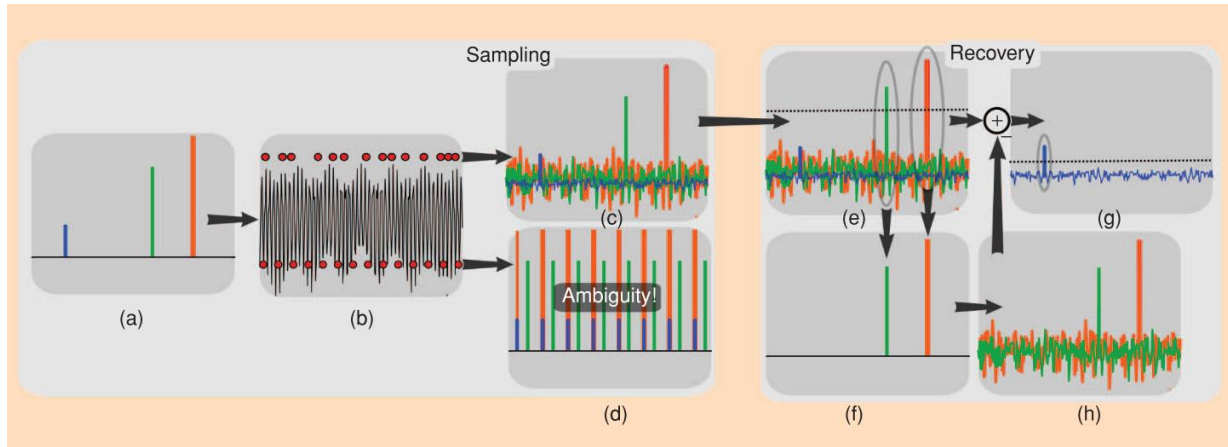 Sampling
Recovery
(a)
(b)
(c)
Ambiguity!
(d)
(e)
+
–
(g)
(f)
(h)